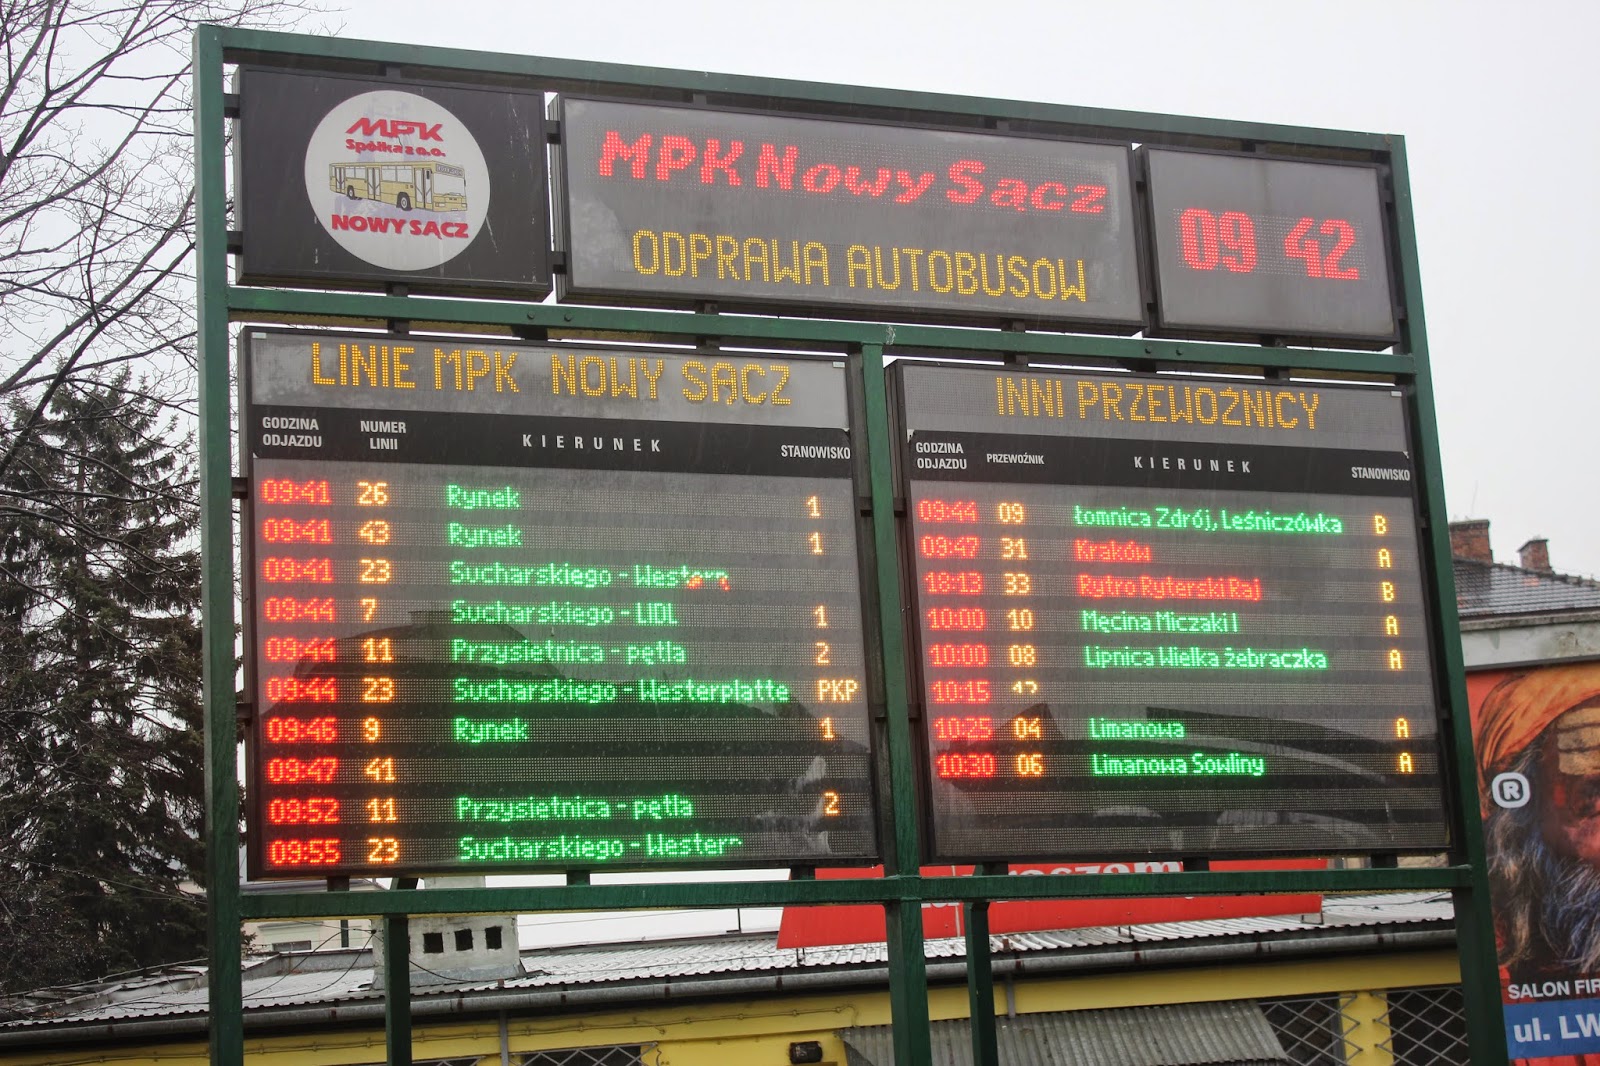 MPK
Spółka z o.o.
NOWY SĄCZ
MPK Nowy Sącz
ODPRAWA AUTOBUSOW
09 42
LINIE MPK NOWY SĄCZ
GODZINA ODJAZDU NUMER LINII KIERUNEK STANOWISKO
09:41 26 Rynek 1
09:41 43 Rynek 1
09:41 23 Sucharskiego - Western
09:44 7 Sucharskiego - LIDL 1
09:44 11 Przysietnica - pętla 2
09:44 23 Sucharskiego - Westerplatte PKP
09:46 9 Rynek 1
09:47 41
09:52 11 Przysietnica - pętla 2
09:55 23 Sucharskiego - Western
INNI PRZEWOŹNICY
GODZINA ODJAZDU PRZEWOŹNIK KIERUNEK STANOWISKO
09:44 09 Łomnica Zdrój, Leśniczówka B
09:47 31 Kraków A
18:13 33 Rytro Ryterski Raj B
10:00 10 Męcina Miczaki I A
10:00 08 Lipnica Wielka żebraczka A
10:15
10:25 04 Limanowa A
10:30 06 Limanowa Sowliny A
®
SALON FIR
ul. LW